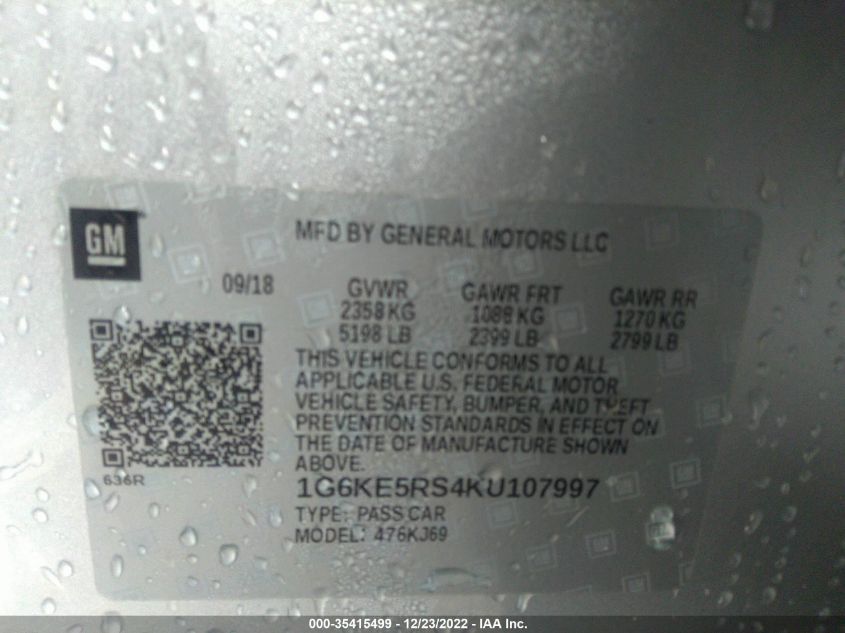 GM
MFD BY GENERAL MOTORS LLC
09/18
GVWR GAWR FRT GAWR RR
2358 KG 1088 KG 1270 KG
5198 LB 2399 LB 2799 LB
THIS VEHICLE CONFORMS TO ALL
APPLICABLE U.S. FEDERAL MOTOR
VEHICLE SAFETY, BUMPER, AND THEFT
PREVENTION STANDARDS IN EFFECT ON
THE DATE OF MANUFACTURE SHOWN
ABOVE.
636R
1G6KE5RS4KU107997
TYPE: PASS CAR
MODEL: 476KJ69
000-35415499 - 12/23/2022 - IAA Inc.